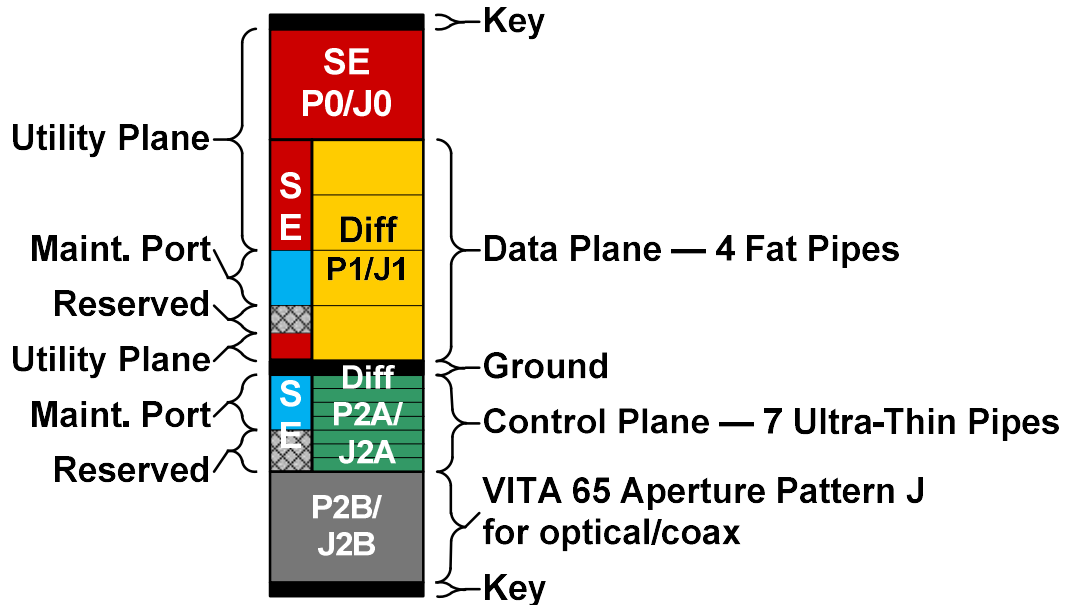 Key
SE
P0/J0
Utility Plane
S
E
Diff
P1/J1
Data Plane — 4 Fat Pipes
Maint. Port
Reserved
Utility Plane
Ground
Maint. Port
Reserved
S
E
Diff
P2A/
J2A
Control Plane — 7 Ultra-Thin Pipes
P2B/
J2B
VITA 65 Aperture Pattern J
for optical/coax
Key